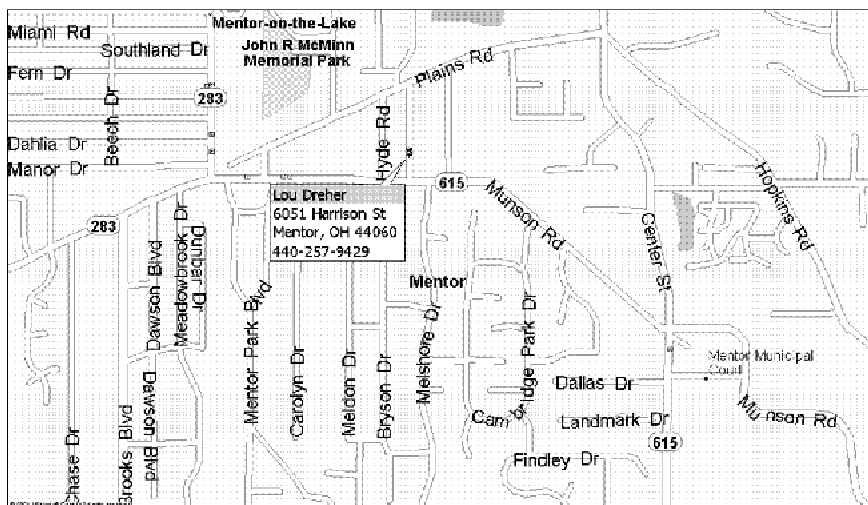 Mentor-on-the-Lake
Miami Rd
Southland Dr
John R McMinn
Memorial Park
Fern Dr
Plains Rd
283
Beech Dr
Hyde Rd
Dahlia Dr
Manor Dr
615
Hopkins Rd
Lou Dreher
6051 Harrison St
Mentor, OH 44060
440-257-9429
Munson Rd
283
Center St
Dawson Blvd
Meadowbrook Dr
Dunbar Dr
Mentor
Mentor Park Blvd
Carolyn Dr
Meldon Dr
Bryson Dr
Melshore Dr
Cambridge Park Dr
Mentor Municipal
Court
Dallas Dr
Dawson Blvd
Landmark Dr
Munson Rd
615
Findley Dr
Chase Dr
Brooks Blvd